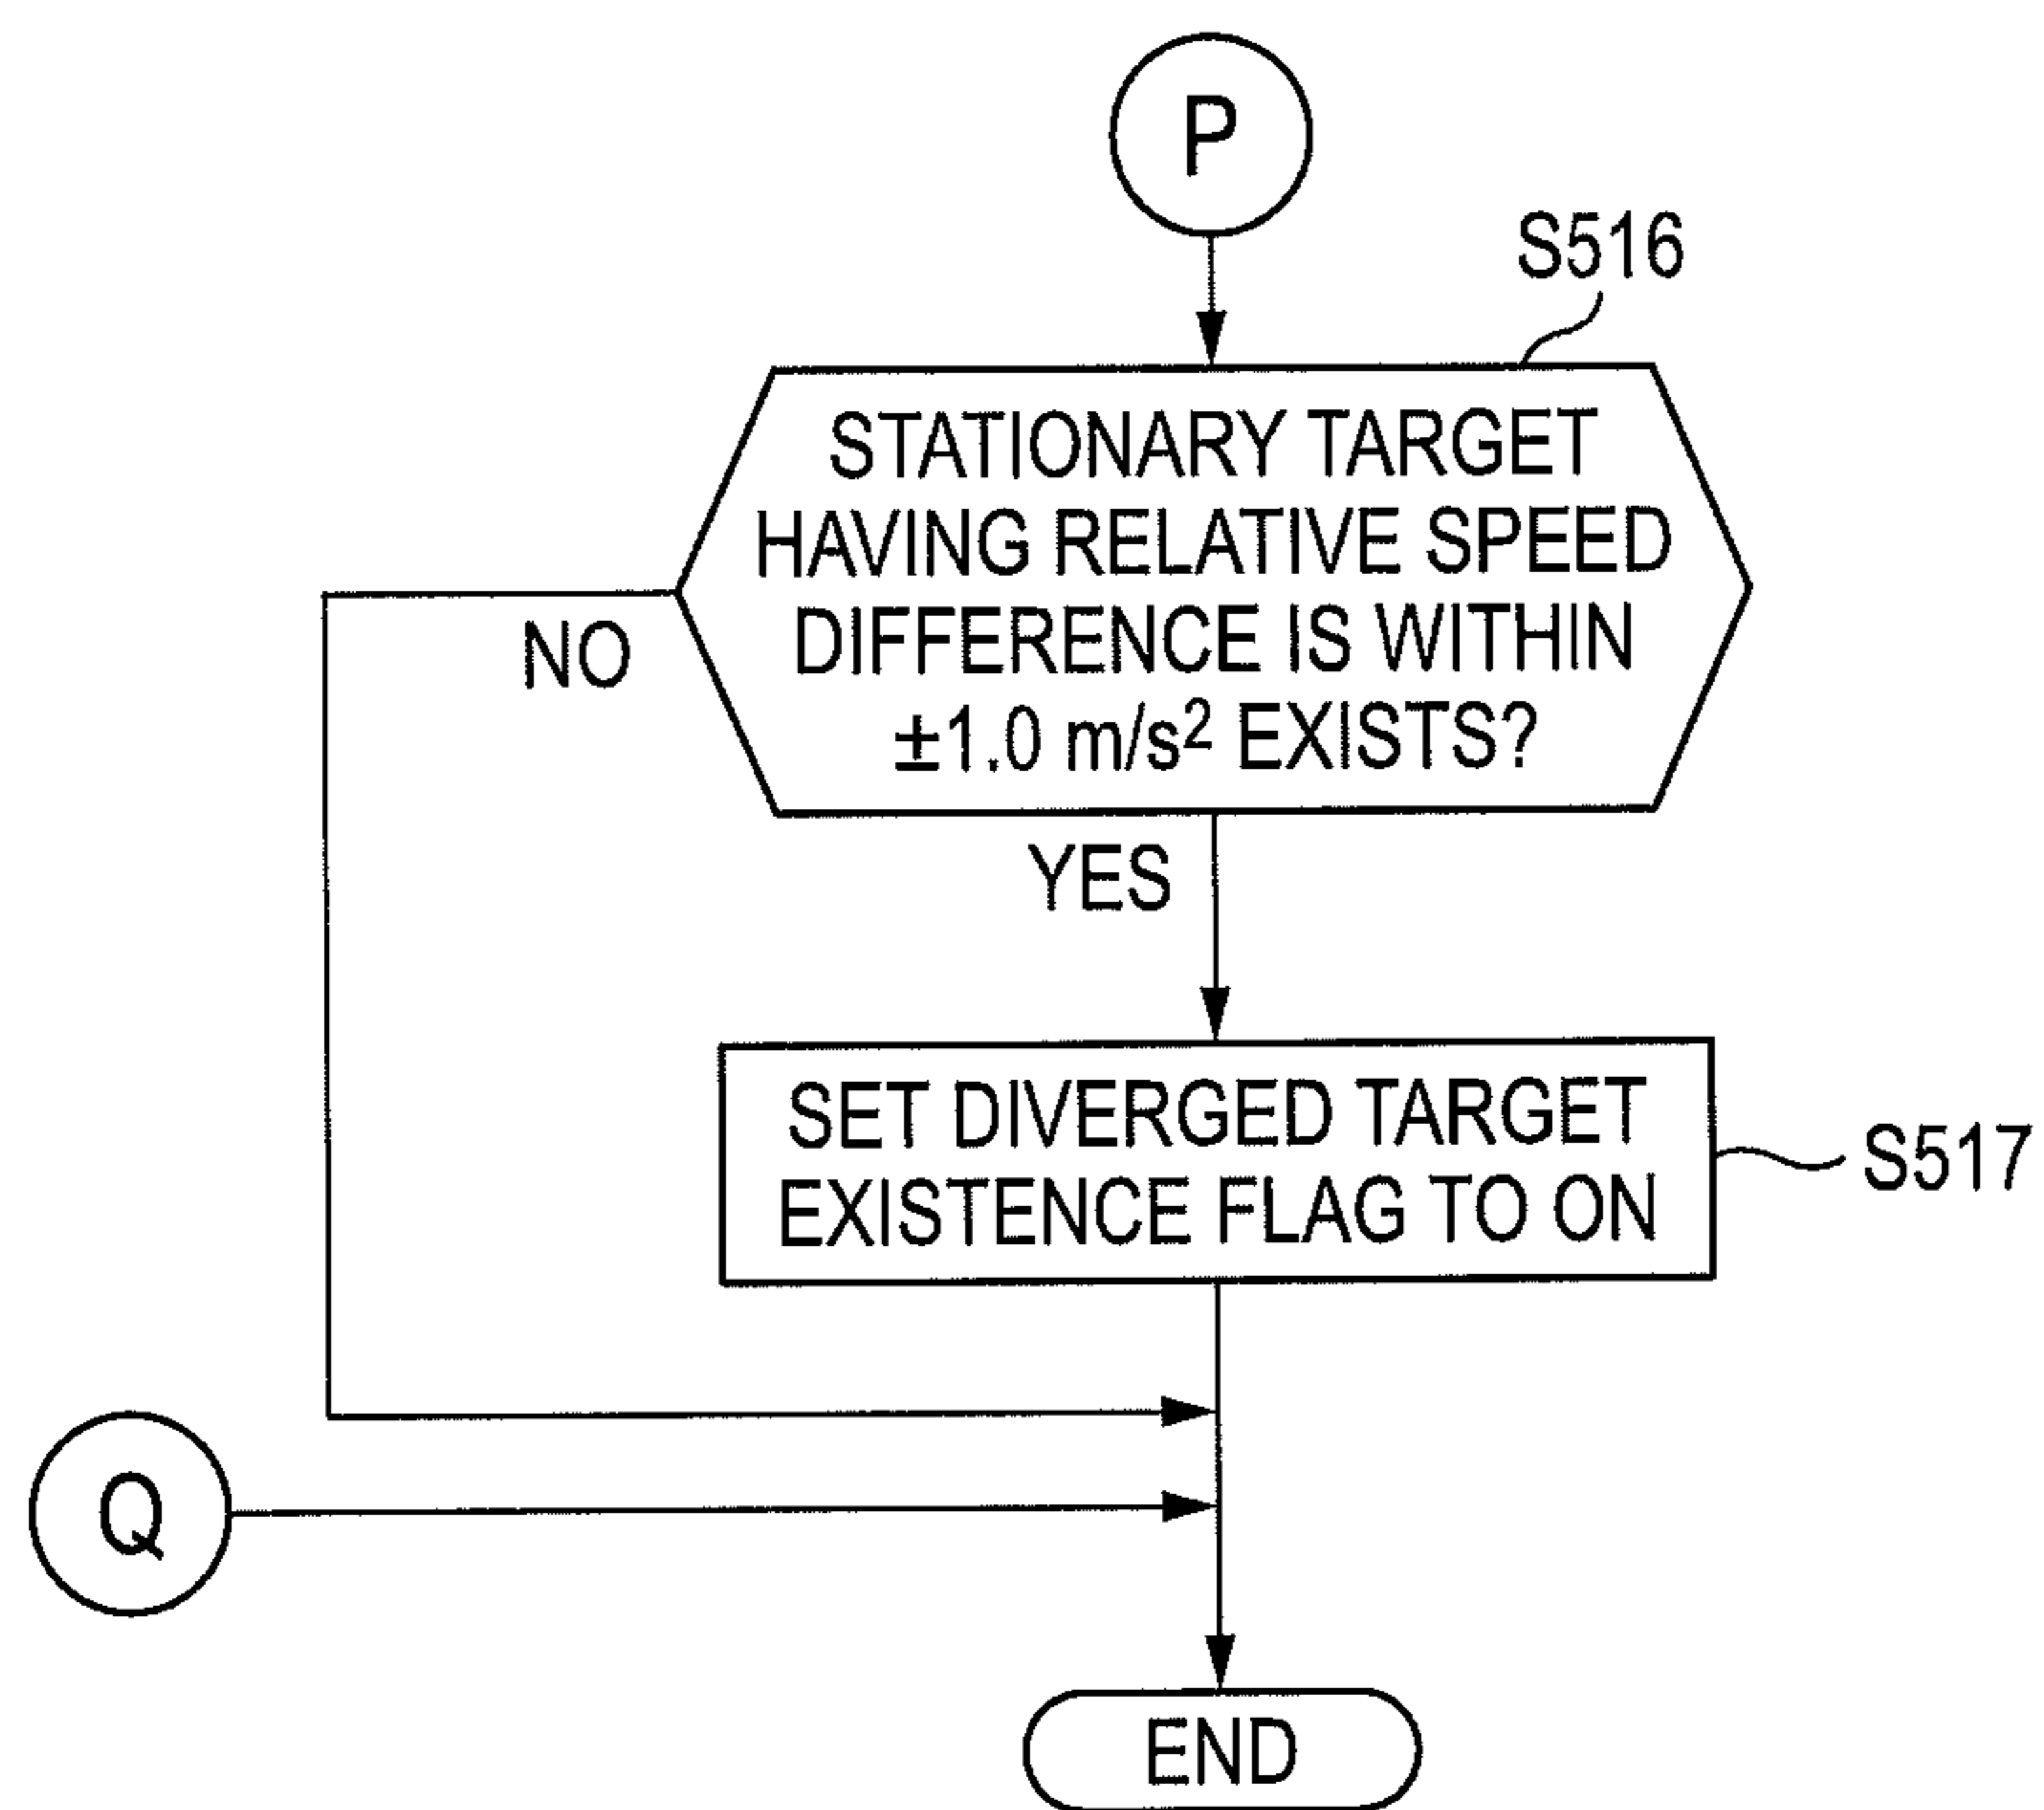 P
S516
STATIONARY TARGET
HAVING RELATIVE SPEED
DIFFERENCE IS WITHIN
±1.0 m/s² EXISTS?
NO
YES
SET DIVERGED TARGET
EXISTENCE FLAG TO ON
S517
Q
END